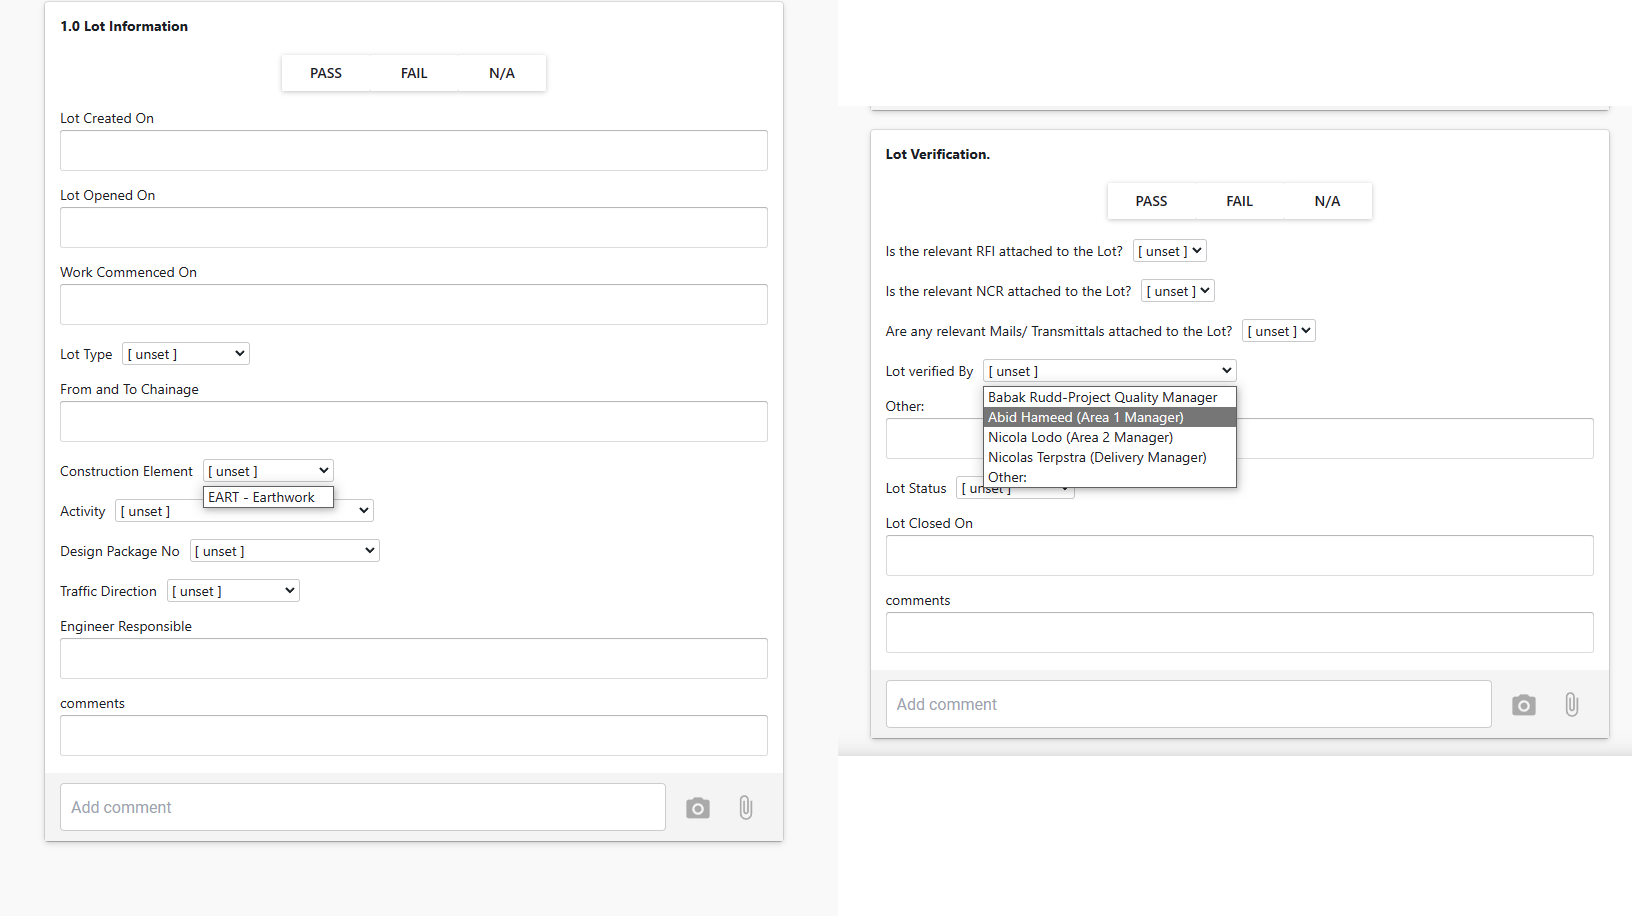 1.0 Lot Information
PASS FAIL N/A
Lot Created On
Lot Opened On
Work Commenced On
Lot Type [ unset ]
From and To Chainage
Construction Element [ unset ]
EART - Earthwork
Activity [ unset ]
Design Package No [ unset ]
Traffic Direction [ unset ]
Engineer Responsible
comments
Add comment
Lot Verification.
PASS FAIL N/A
Is the relevant RFI attached to the Lot? [ unset ]
Is the relevant NCR attached to the Lot? [ unset ]
Are any relevant Mails/ Transmittals attached to the Lot? [ unset ]
Lot verified By [ unset ]
Babak Rudd-Project Quality Manager
Other:
Abid Hameed (Area 1 Manager)
Nicola Lodo (Area 2 Manager)
Nicolas Terpstra (Delivery Manager)
Other:
Lot Status [ unset ]
Lot Closed On
comments
Add comment